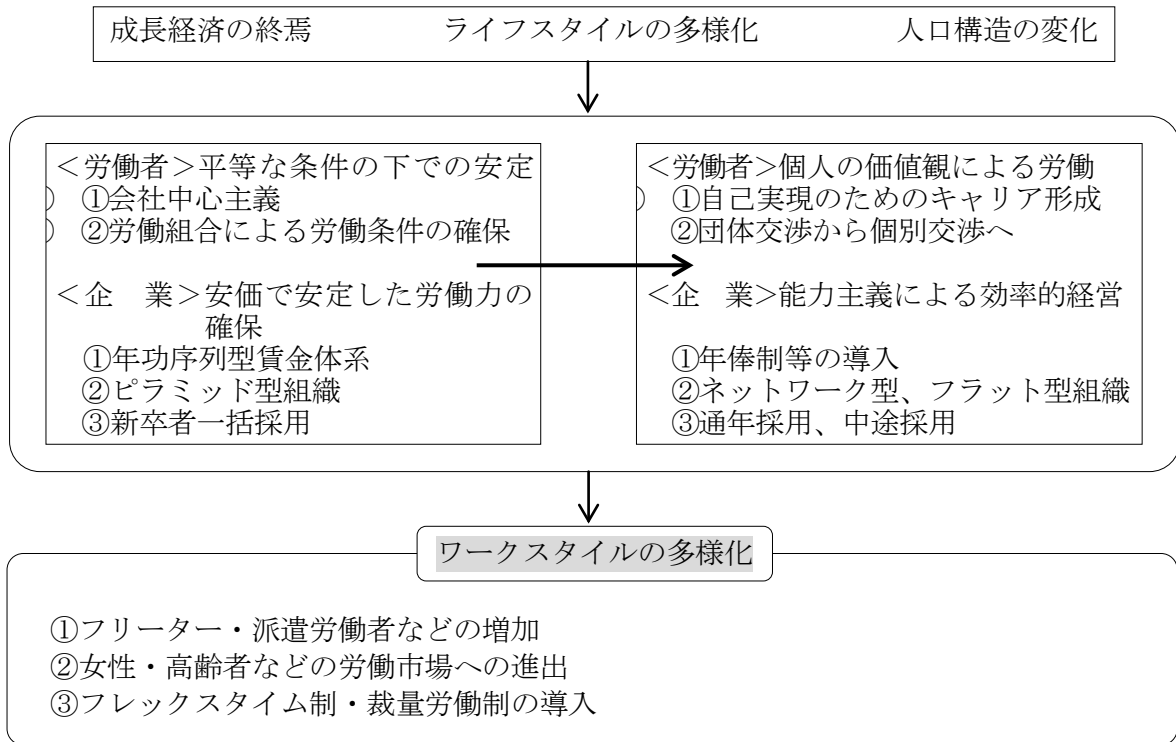 成長経済の終焉　ライフスタイルの多様化　人口構造の変化
＜労働者＞平等な条件の下での安定
①会社中心主義
②労働組合による労働条件の確保
＜企　業＞安価で安定した労働力の
確保
①年功序列型賃金体系
②ピラミッド型組織
③新卒者一括採用
＜労働者＞個人の価値観による労働
①自己実現のためのキャリア形成
②団体交渉から個別交渉へ
＜企　業＞能力主義による効率的経営
①年俸制等の導入
②ネットワーク型、フラット型組織
③通年採用、中途採用
ワークスタイルの多様化
①フリーター・派遣労働者などの増加
②女性・高齢者などの労働市場への進出
③フレックスタイム制・裁量労働制の導入